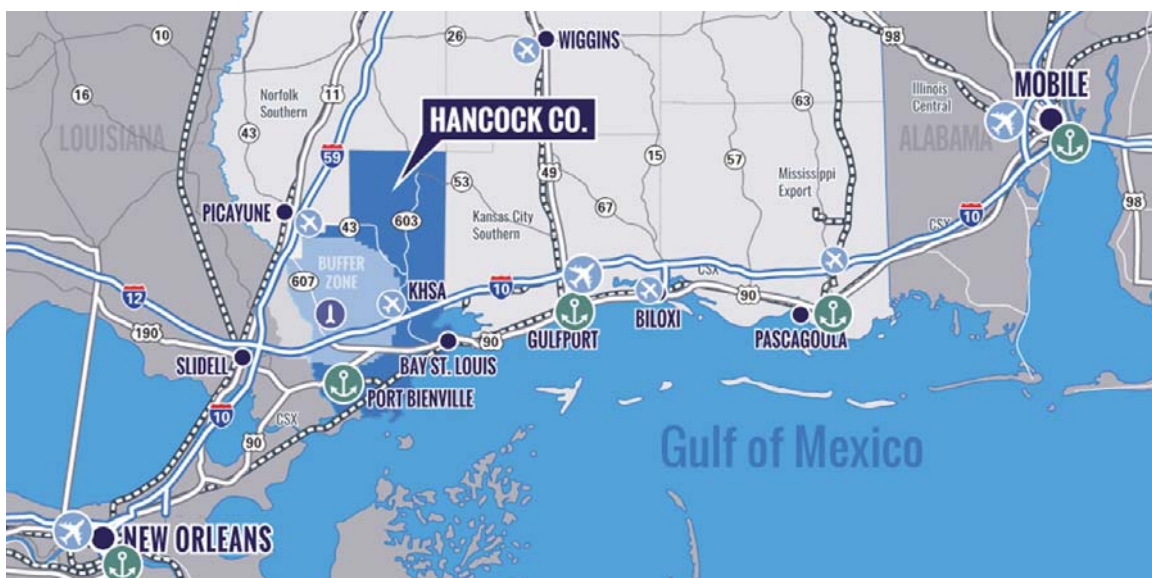 10
26
WIGGINS
98
98
16
Norfolk
Southern
11
43
63
Illinois
Central
MOBILE
LOUISIANA
HANCOCK CO.
ALABAMA
59
15
57
53
49
Mississippi
Export
PICAYUNE
43
603
Kansas City
Southern
67
10
CSX
98
BUFFER
ZONE
607
KHSA
10
CSX
12
90
190
GULFPORT
BILOXI
PASCAGOULA
90
SLIDELL
BAY ST. LOUIS
PORT BIENVILLE
10
CSX
90
Gulf of Mexico
NEW ORLEANS